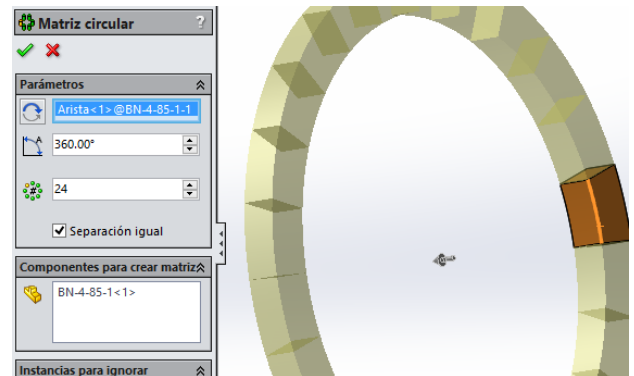 Matriz circular ?
Parámetros
Arista<1>@BN-4-85-1-1
A
360.00°
#
24
Separación igual
Componentes para crear matriz
BN-4-85-1<1>
Instancias para ignorar